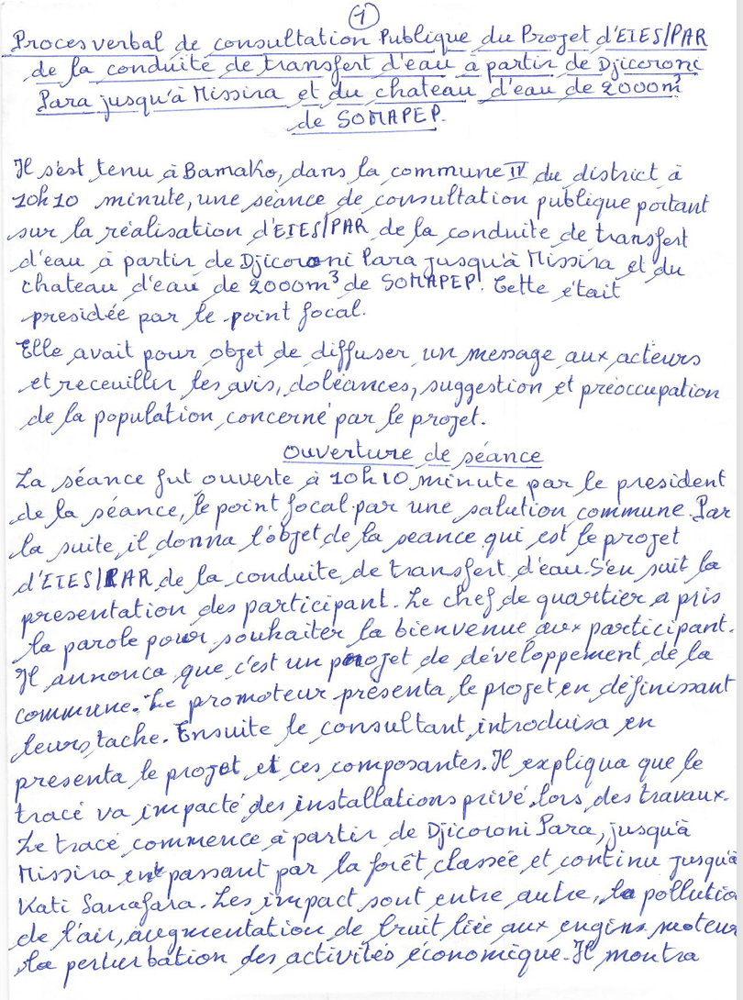 1
Proces verbal de consultation Publique du Projet d'EIES/PAR
de la conduite de transfert d'eau a partir de Djicoroni
Para jusqu'à Missira et du chateau d'eau de 2000m³
de SOMAPEP.
Il s'est tenu à Bamako, dans la commune IV du district à
10h10 minute, une séance de consultation publique portant
sur la réalisation d'EIES/PAR de la conduite de transfert
d'eau à partir de Djicoroni Para jusqu'à Missira et du
chateau d'eau de 2000m³ de SOMAPEP. Cette était
presidée par le point focal.
Elle avait pour objet de diffuser un message aux acteurs
et receuillir les avis, doléances, suggestion et préoccupation
de la population concerné par le projet.
Ouverture de séance
La séance fut ouverte à 10h10 minute par le president
de la séance, le point focal par une salution commune. Par
la suite, il donna l'objet de la seance qui est le projet
d'EIES/PAR de la conduite de transfert d'eau. S'en suit la
presentation des participant. Le chef de quartier a pris
la parole pour souhaiter la bienvenue aux participant.
Il annonca que c'est un projet de développement de la
commune. Le promoteur présenta le projet en définissant
leurs tache. Ensuite le consultant introduisa en
presenta le projet et ces composantes. Il expliqua que le
tracé va impacté des installations privé lors des travaux.
Le tracé commence à partir de Djicoroni Para, jusqu'à
Missira en passant par la forêt classée et continu jusqu'à
Kati Sanafara. Les impact sont entre autre, la pollutio
de l'air, augmentation de bruit liée aux engins moteur
la perturbation des activités économique. Il montra